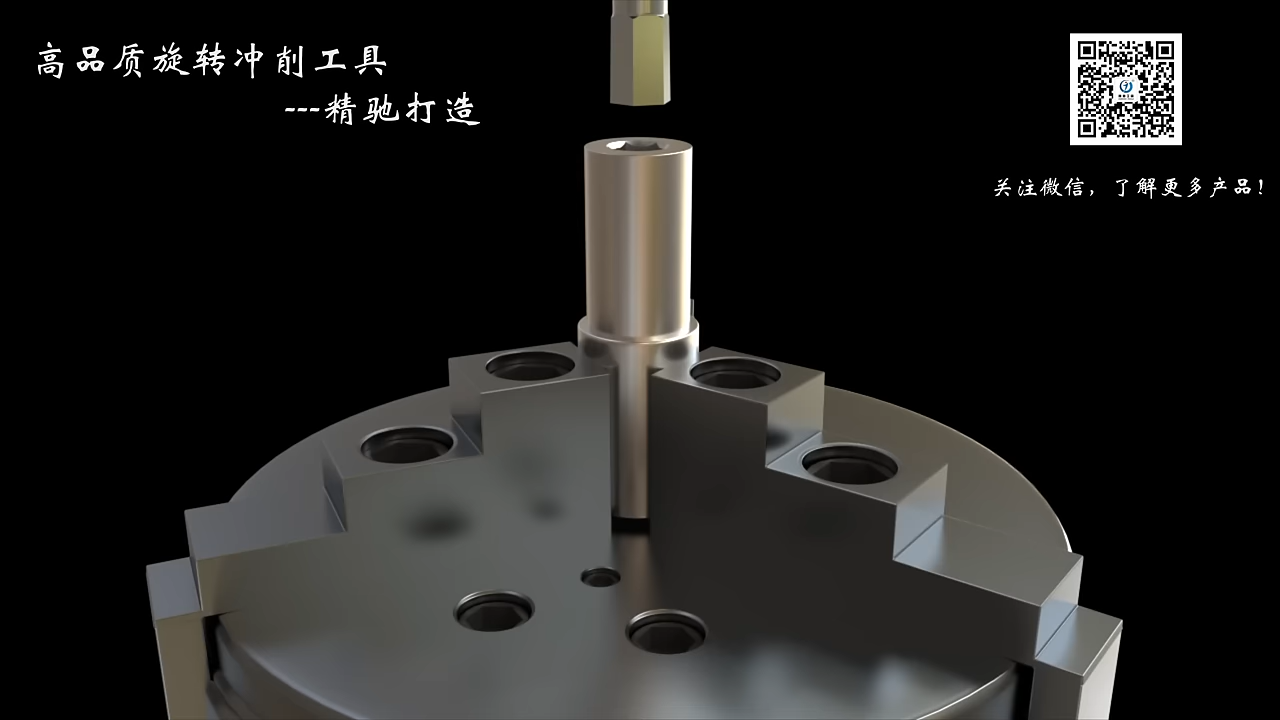 高品质旋转冲削工具
---精驰打造
关注微信，了解更多产品！